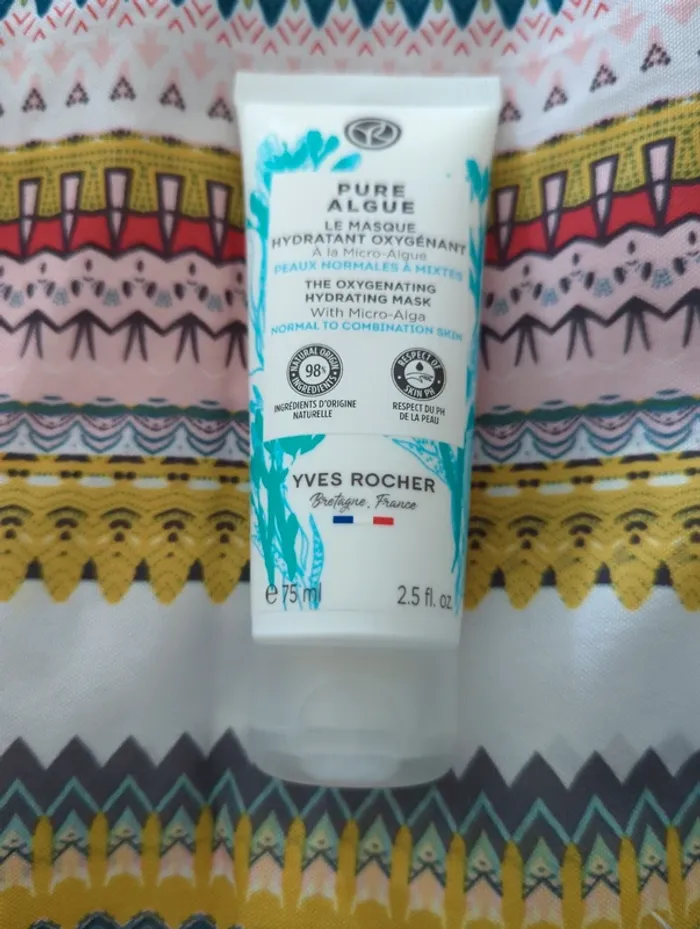 PURE
ALGUE
LE MASQUE
HYDRATANT OXYGÉNANT
À la Micro-Algue
PEAUX NORMALES À MIXTES
THE OXYGENATING
HYDRATING MASK
With Micro-Alga
NORMAL TO COMBINATION SKIN
NATURAL ORIGIN
98%
INGREDIENTS
INGRÉDIENTS D'ORIGINE
NATURELLE
RESPECT OF
SKIN PH
RESPECT DU PH
DE LA PEAU
YVES ROCHER
Bretagne, France
e 75 ml
2.5 fl. oz